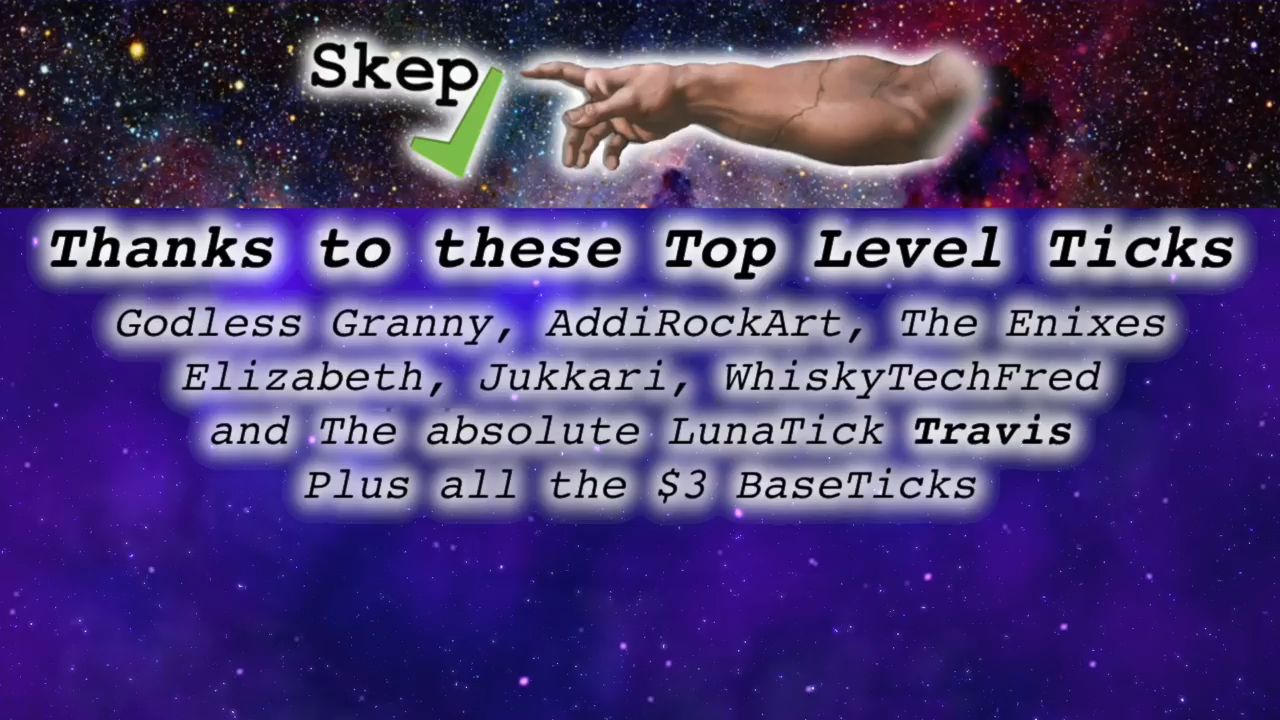 Skep
Thanks to these Top Level Ticks
Godless Granny, AddiRockArt, The Enixes
Elizabeth, Jukkari, WhiskyTechFred
and The absolute LunaTick Travis
Plus all the $3 BaseTicks